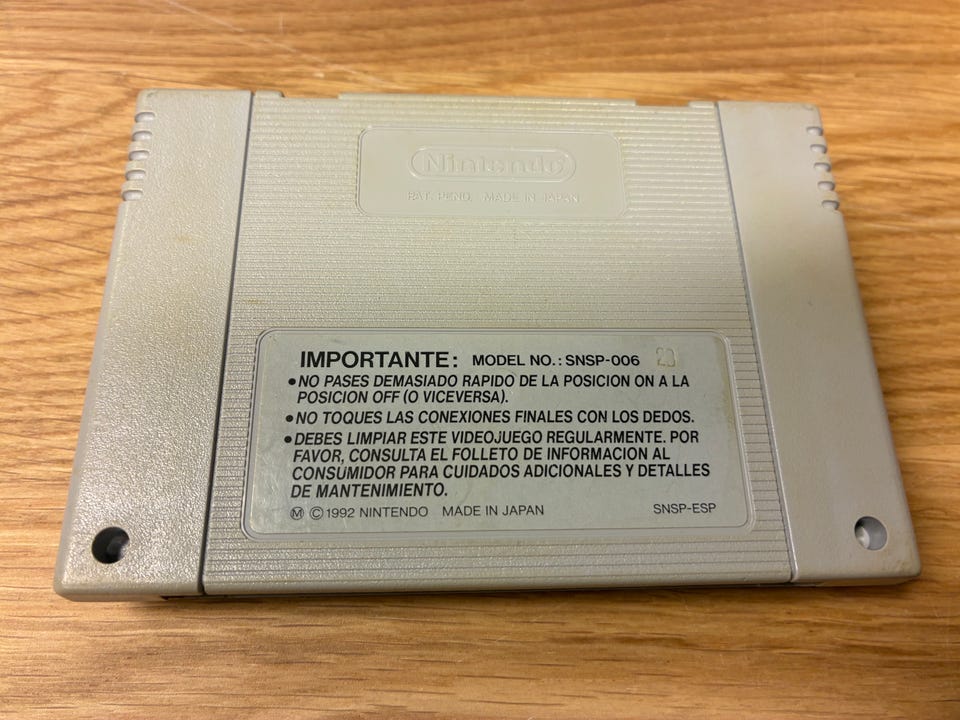 Nintendo
PAT. PEND. MADE IN JAPAN
IMPORTANTE: MODEL NO.: SNSP-006 20
●NO PASES DEMASIADO RAPIDO DE LA POSICION ON A LA
POSICION OFF (O VICEVERSA).
●NO TOQUES LAS CONEXIONES FINALES CON LOS DEDOS.
●DEBES LIMPIAR ESTE VIDEOJUEGO REGULARMENTE. POR
FAVOR, CONSULTA EL FOLLETO DE INFORMACION AL
CONSUMIDOR PARA CUIDADOS ADICIONALES Y DETALLES
DE MANTENIMIENTO.
Ⓜ ©1992 NINTENDO MADE IN JAPAN SNSP-ESP